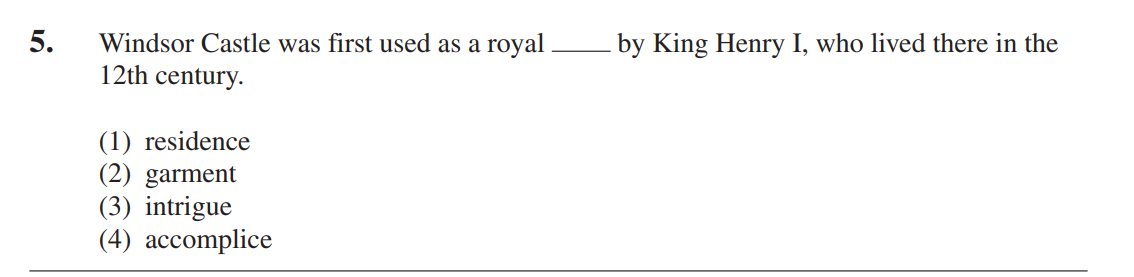 5. Windsor Castle was first used as a royal ____ by King Henry I, who lived there in the
12th century.
(1) residence
(2) garment
(3) intrigue
(4) accomplice